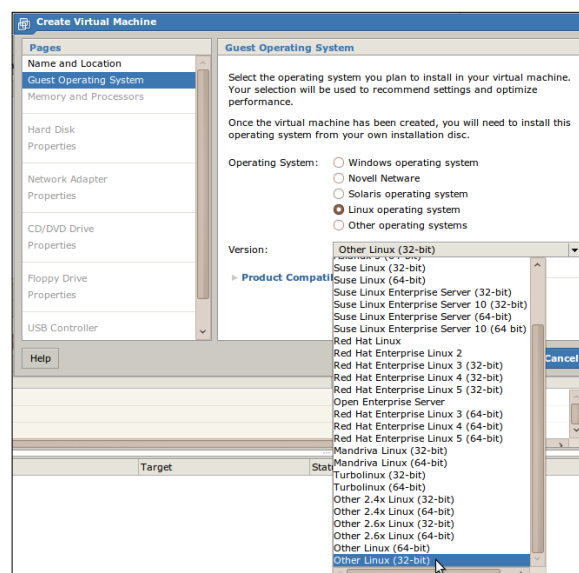 Create Virtual Machine
Pages
Name and Location
Guest Operating System
Memory and Processors
Hard Disk
Properties
Network Adapter
Properties
CD/DVD Drive
Properties
Floppy Drive
Properties
USB Controller
Help
Guest Operating System
Select the operating system you plan to install in your virtual machine.
Your selection will be used to recommend settings and optimize
performance.
Once the virtual machine has been created, you will need to install this
operating system from your own installation disc.
Operating System:
Windows operating system
Novell Netware
Solaris operating system
Linux operating system
Other operating systems
Version:
Other Linux (32-bit)
Product Compati
Suse Linux (32-bit)
Suse Linux (64-bit)
Suse Linux Enterprise Server (32-bit)
Suse Linux Enterprise Server 10 (32-bit)
Suse Linux Enterprise Server (64-bit)
Suse Linux Enterprise Server 10 (64 bit)
Red Hat Linux
Red Hat Enterprise Linux 2
Red Hat Enterprise Linux 3 (32-bit)
Red Hat Enterprise Linux 4 (32-bit)
Red Hat Enterprise Linux 5 (32-bit)
Open Enterprise Server
Red Hat Enterprise Linux 3 (64-bit)
Red Hat Enterprise Linux 4 (64-bit)
Red Hat Enterprise Linux 5 (64-bit)
Mandriva Linux (32-bit)
Mandriva Linux (64-bit)
Turbolinux (32-bit)
Turbolinux (64-bit)
Other 2.4x Linux (32-bit)
Other 2.4x Linux (64-bit)
Other 2.6x Linux (32-bit)
Other 2.6x Linux (64-bit)
Other Linux (64-bit)
Other Linux (32-bit)
Cancel
Target
Stat